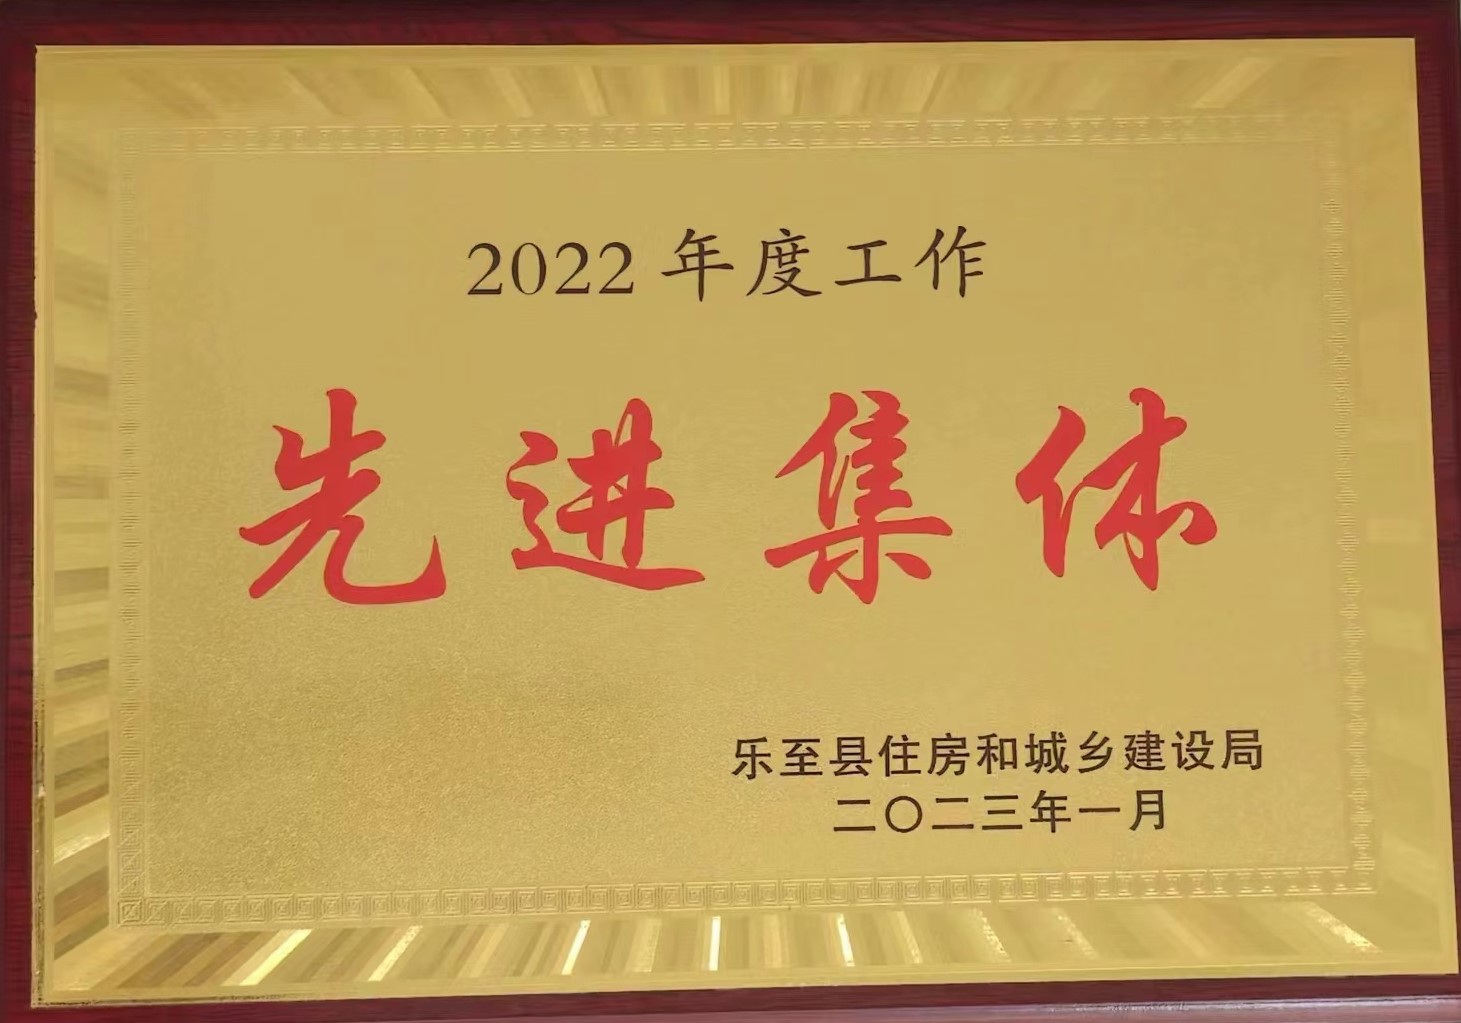 2022 年度工作
先进集体
乐至县住房和城乡建设局
二〇二三年一月